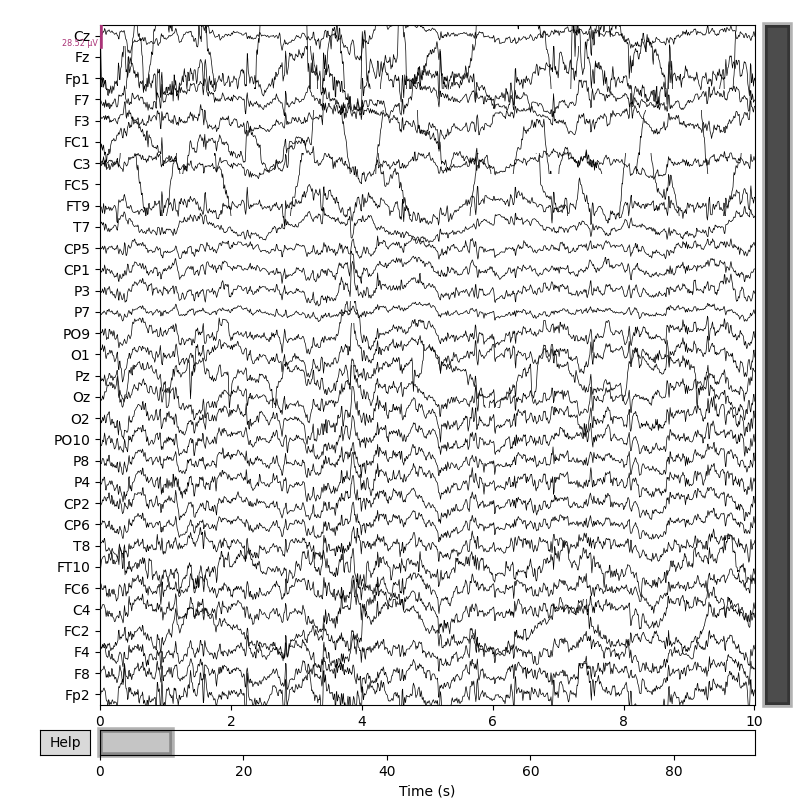 Cz
28.52 µV
Fz
Fp1
F7
F3
FC1
C3
FC5
FT9
T7
CP5
CP1
P3
P7
PO9
O1
Pz
Oz
O2
PO10
P8
P4
CP2
CP6
T8
FT10
FC6
C4
FC2
F4
F8
Fp2
0 2 4 6 8 10
Help
0 20 40 60 80
Time (s)